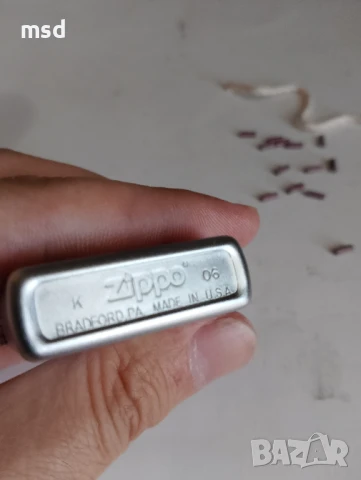 msd
K Zippo 06
BRADFORD, PA. MADE IN U.S.A.
BAZAR